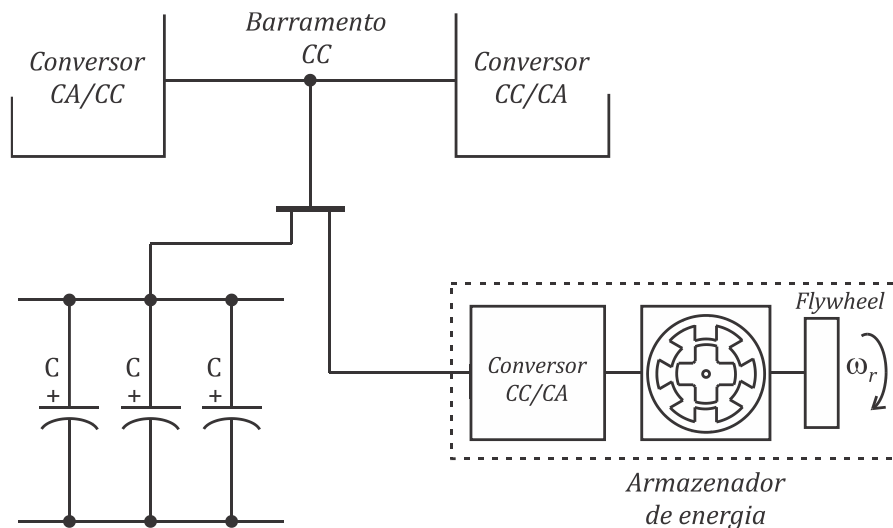 Barramento
CC
Conversor
CA/CC
Conversor
CC/CA
C
+
C
+
C
+
Conversor
CC/CA
Flywheel
ωr
Armazenador
de energia